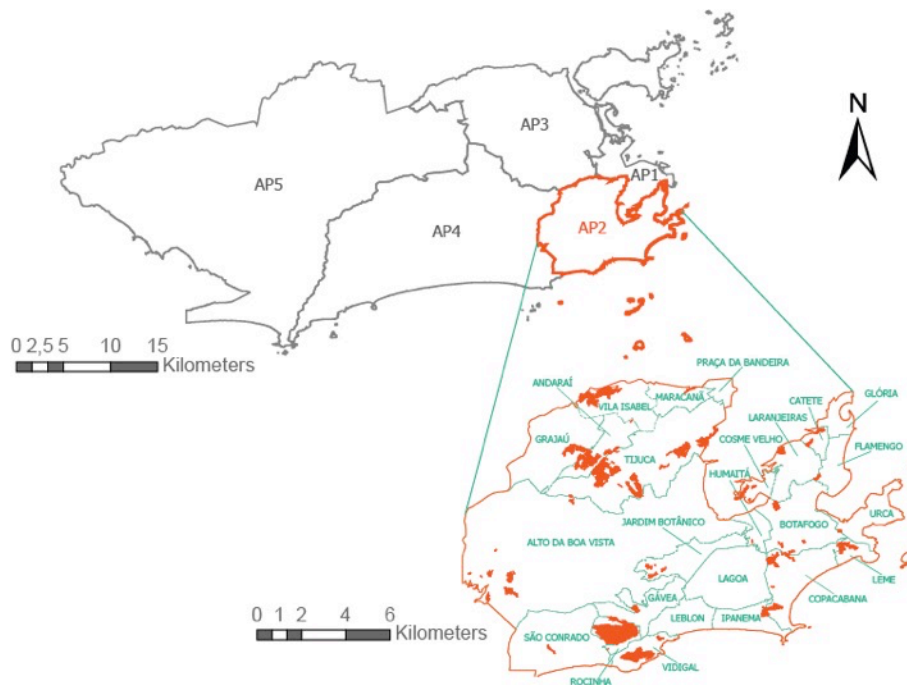 N
AP3
AP1
AP5
AP2
AP4
0 2,5 5 10 15
Kilometers
PRAÇA DA BANDEIRA
ANDARAÍ
MARACANÃ
CATETE
GLÓRIA
VILA ISABEL
LARANJEIRAS
GRAJAÚ
COSME VELHO
FLAMENGO
TIJUCA
HUMAITÁ
URCA
JARDIM BOTÂNICO
BOTAFOGO
ALTO DA BOA VISTA
LEME
LAGOA
GÁVEA
COPACABANA
0 1 2 4 6
Kilometers
LEBLON
IPANEMA
SÃO CONRADO
VIDIGAL
ROCINHA